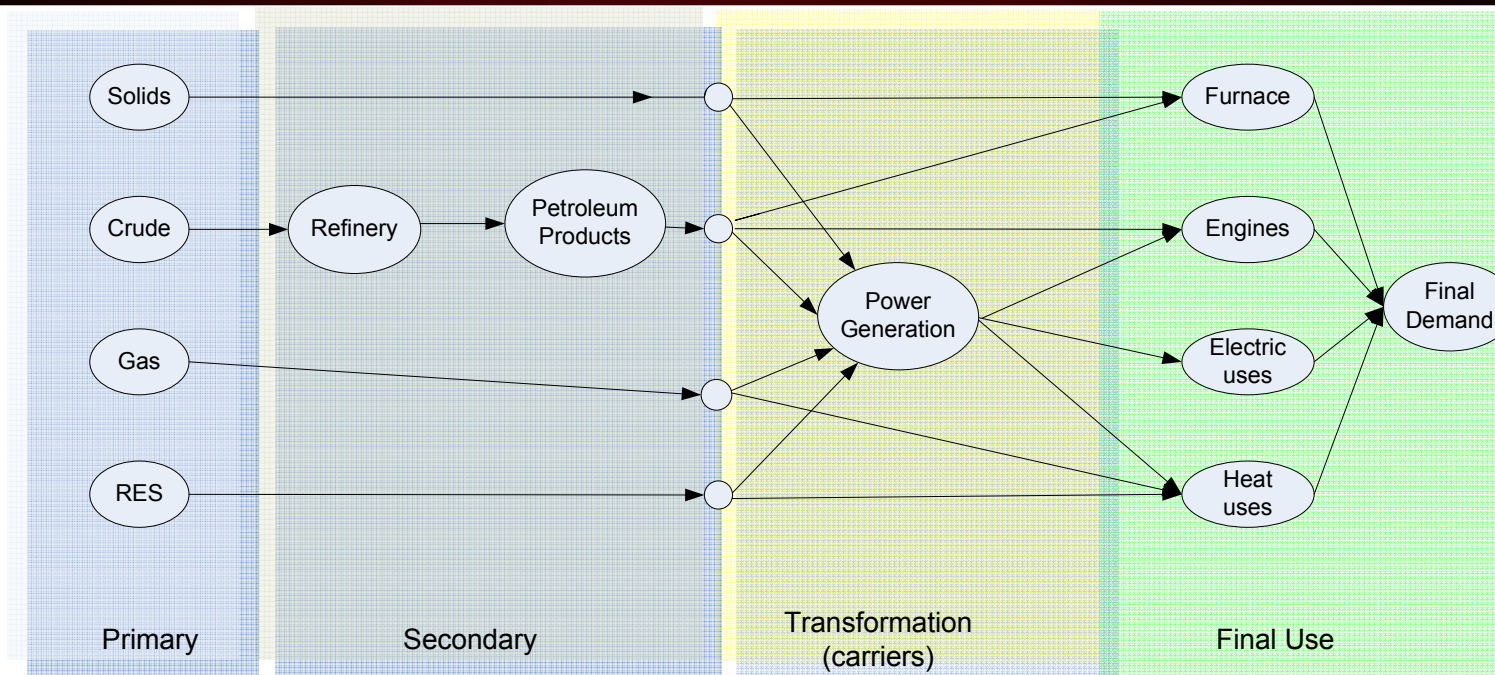 Solids
Furnace
Crude
Refinery
Petroleum
Products
Engines
Power
Generation
Final
Demand
Gas
Electric
uses
RES
Heat
uses
Primary
Secondary
Transformation
(carriers)
Final Use